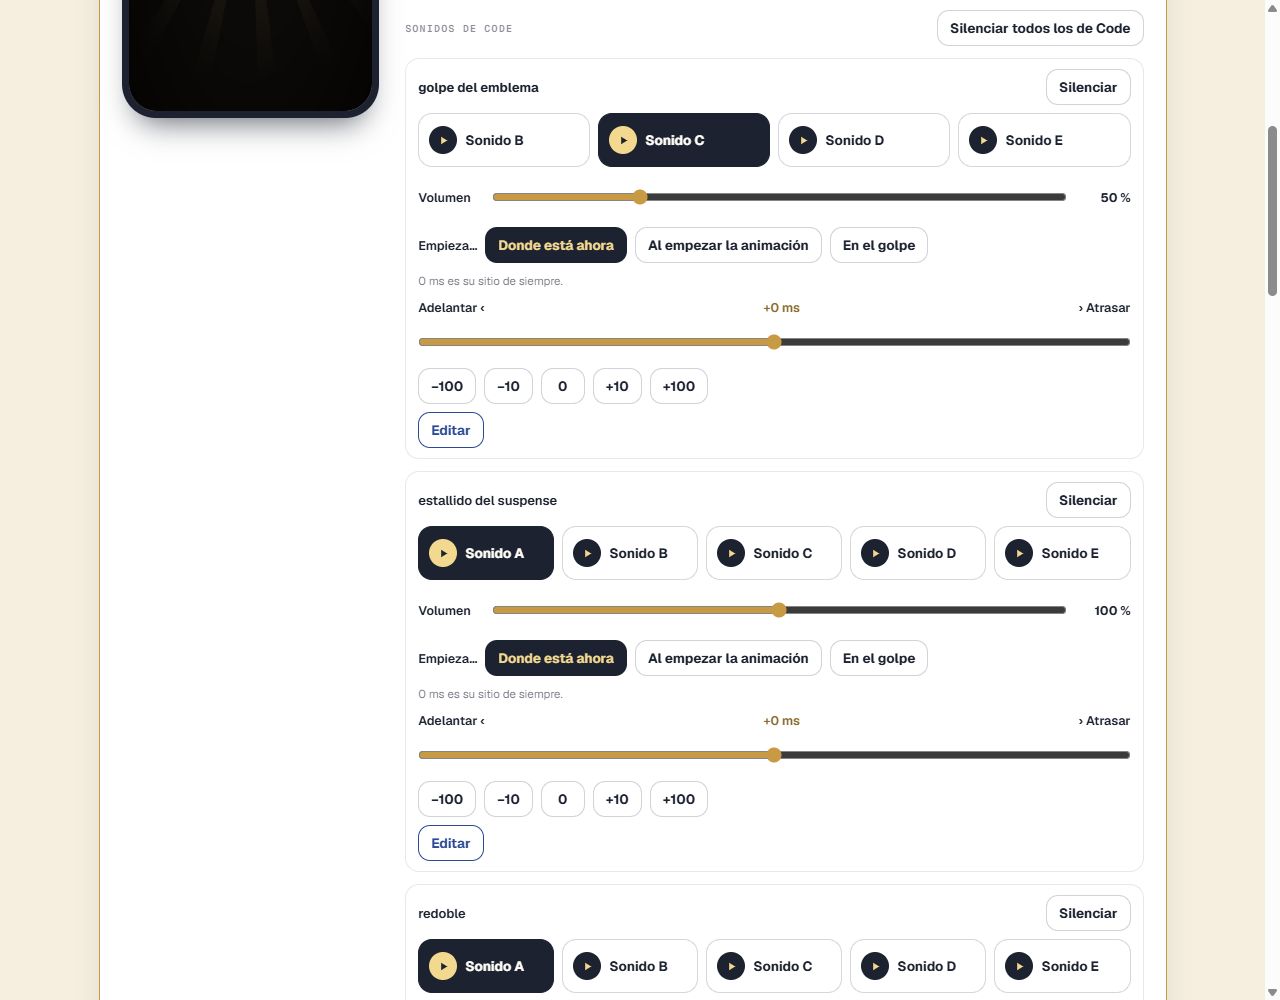 SONIDOS DE CODE
Silenciar todos los de Code
golpe del emblema
Silenciar
Sonido B
Sonido C
Sonido D
Sonido E
Volumen
50 %
Empieza...
Donde está ahora
Al empezar la animación
En el golpe
0 ms es su sitio de siempre.
Adelantar ‹
+0 ms
› Atrasar
−100
−10
0
+10
+100
Editar
estallido del suspense
Silenciar
Sonido A
Sonido B
Sonido C
Sonido D
Sonido E
Volumen
100 %
Empieza...
Donde está ahora
Al empezar la animación
En el golpe
0 ms es su sitio de siempre.
Adelantar ‹
+0 ms
› Atrasar
−100
−10
0
+10
+100
Editar
redoble
Silenciar
Sonido A
Sonido B
Sonido C
Sonido D
Sonido E